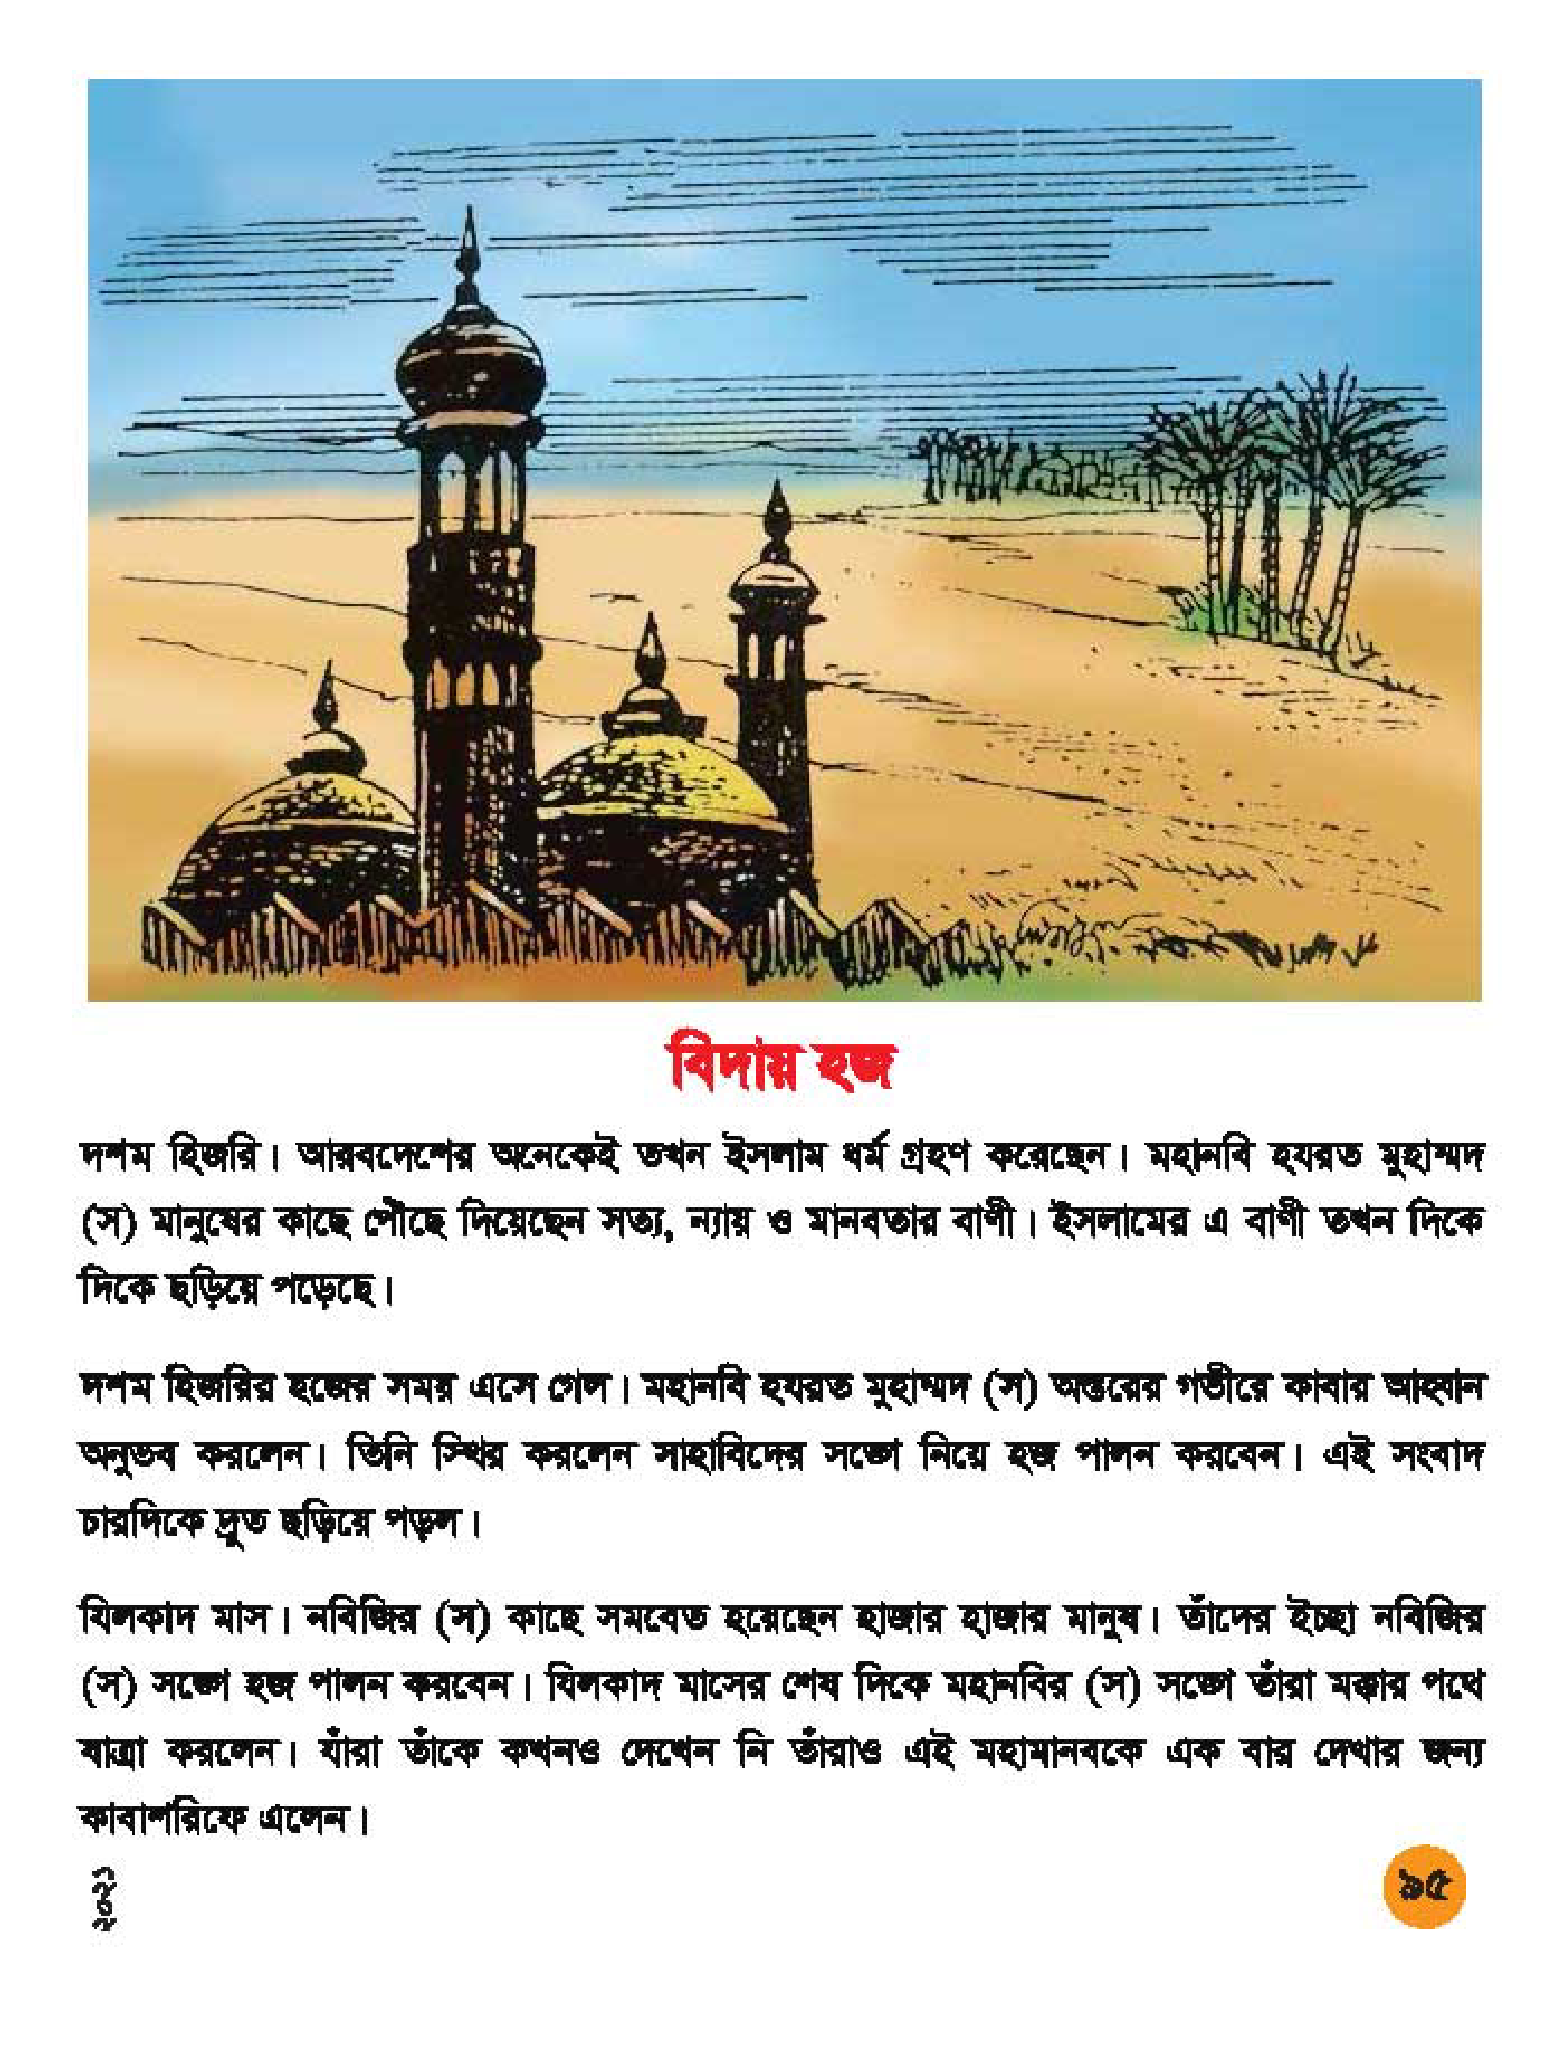 বিদায় হজ
দশম হিজরি। আরবদেশের অনেকেই তখন ইসলাম ধর্ম গ্রহণ করেছেন। মহানবি হযরত মুহাম্মদ
(স) মানুষের কাছে পৌঁছে দিয়েছেন সত্য, ন্যায় ও মানবতার বাণী। ইসলামের এ বাণী তখন দিকে
দিকে ছড়িয়ে পড়েছে।
দশম হিজরির হজের সময় এসে গেল। মহানবি হযরত মুহাম্মদ (স) অন্তরের গভীরে কাবার আহ্বান
অনুভব করলেন। তিনি স্থির করলেন সাহাবিদের সঙ্গে নিয়ে হজ পালন করবেন। এই সংবাদ
চারদিকে দ্রুত ছড়িয়ে পড়ল।
যিলকাদ মাস। নবিজির (স) কাছে সমবেত হয়েছেন হাজার হাজার মানুষ। তাঁদের ইচ্ছা নবিজির
(স) সঙ্গে হজ পালন করবেন। যিলকাদ মাসের শেষ দিকে মহানবির (স) সঙ্গে তাঁরা মক্কার পথে
যাত্রা করলেন। যাঁরা তাঁকে কখনও দেখেন নি তাঁরাও এই মহামানবকে এক বার দেখার জন্য
কাবাশরিফে এলেন।
২০২১
৯৫